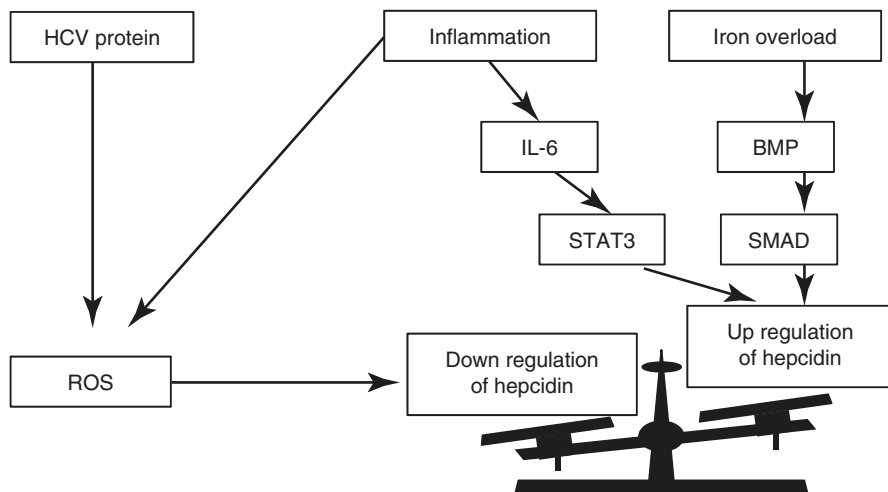 HCV protein
Inflammation
Iron overload
IL-6
BMP
STAT3
SMAD
Up regulation
of hepcidin
Down regulation
of hepcidin
ROS